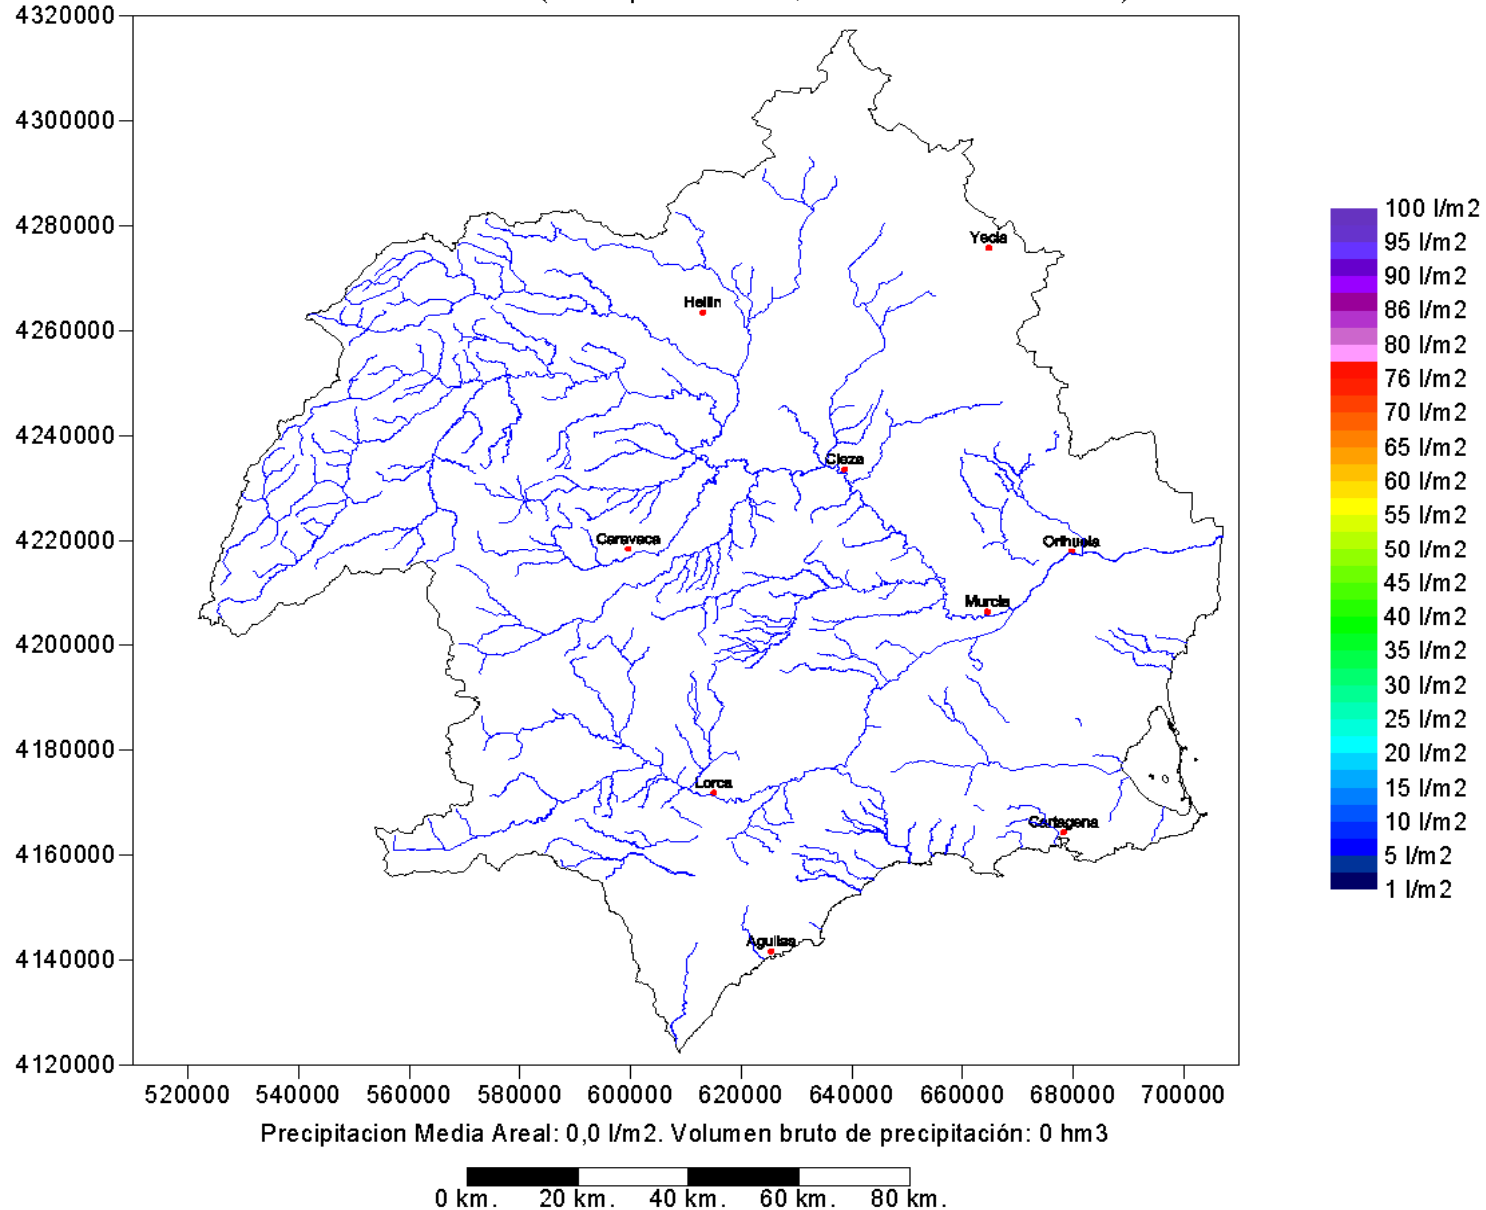 4320000
4300000
4280000
4260000
4240000
4220000
4200000
4180000
4160000
4140000
4120000
520000 540000 560000 580000 600000 620000 640000 660000 680000 700000
Yecla
Hellin
Cieza
Caravaca
Orihuela
Murcia
Lorca
Cartagena
Aguilas
100 l/m2
95 l/m2
90 l/m2
86 l/m2
80 l/m2
76 l/m2
70 l/m2
65 l/m2
60 l/m2
55 l/m2
50 l/m2
45 l/m2
40 l/m2
35 l/m2
30 l/m2
25 l/m2
20 l/m2
15 l/m2
10 l/m2
5 l/m2
1 l/m2
Precipitacion Media Areal: 0,0 l/m2. Volumen bruto de precipitación: 0 hm3
0 km. 20 km. 40 km. 60 km. 80 km.